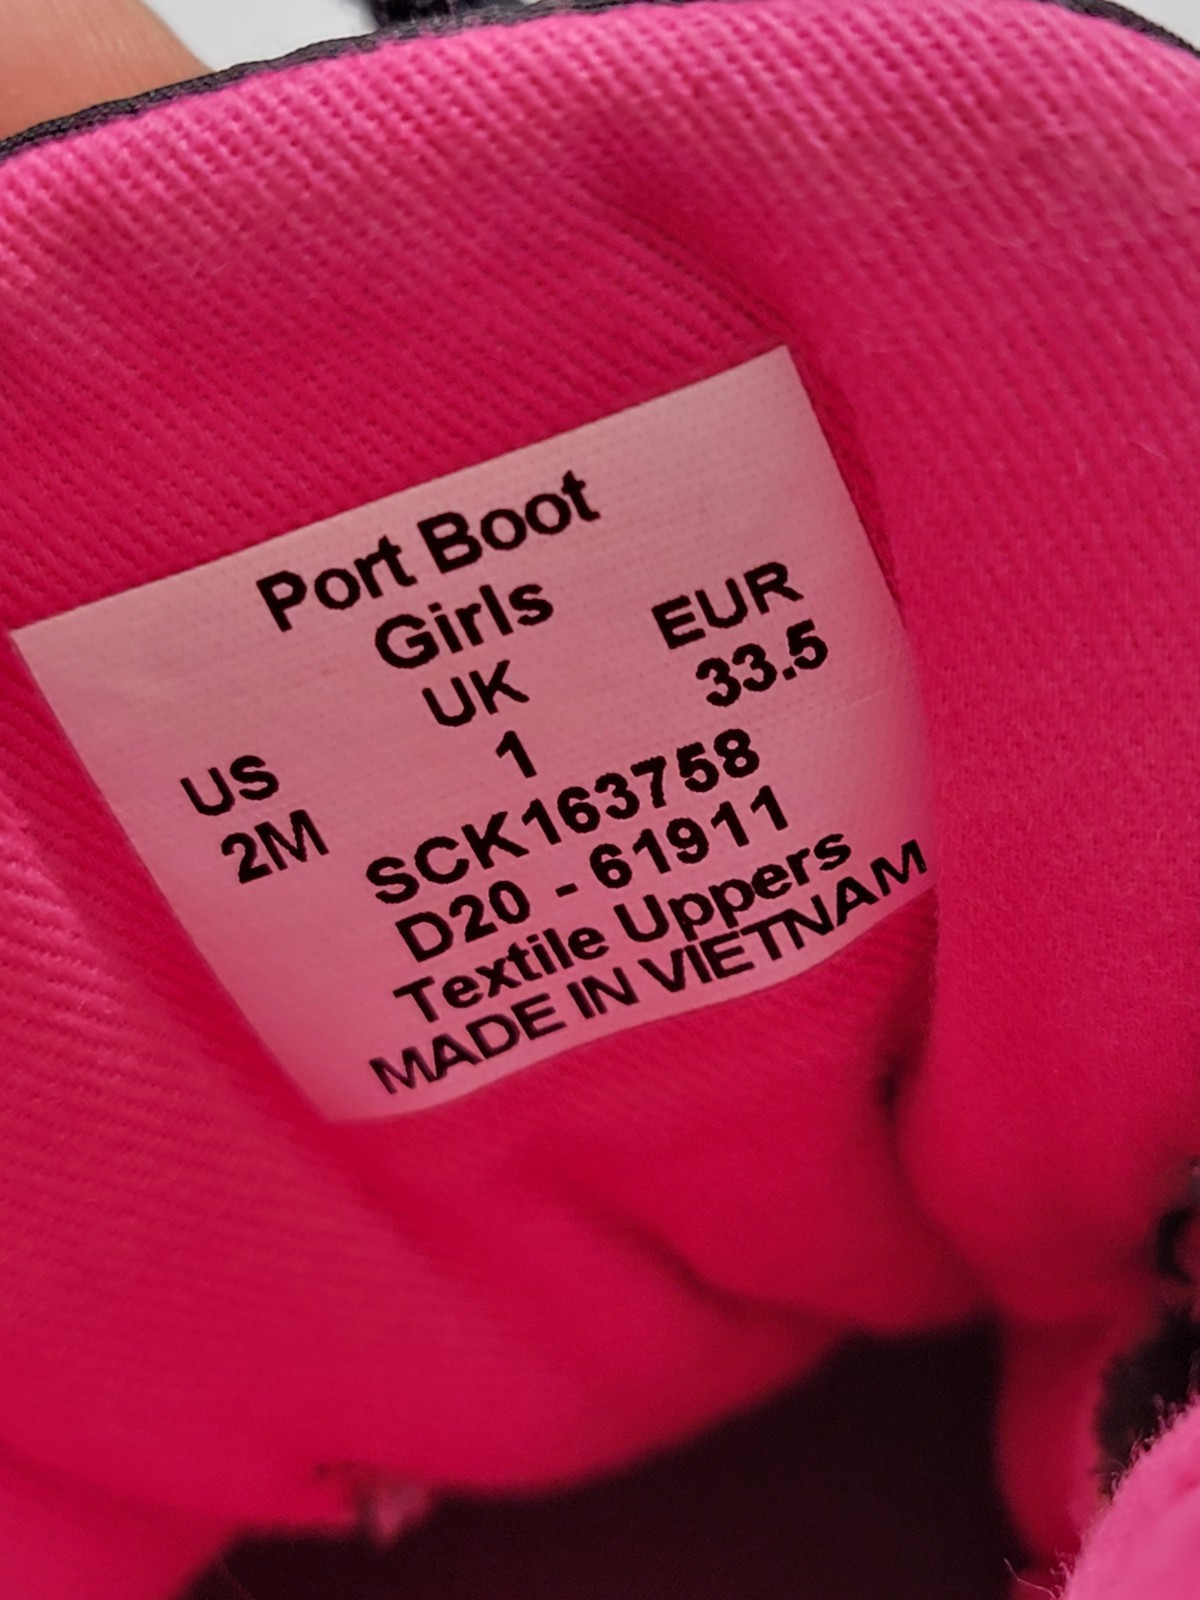 Port Boot
Girls
US UK EUR
2M 1 33.5
SCK163758
D20 - 61911
Textile Uppers
MADE IN VIETNAM